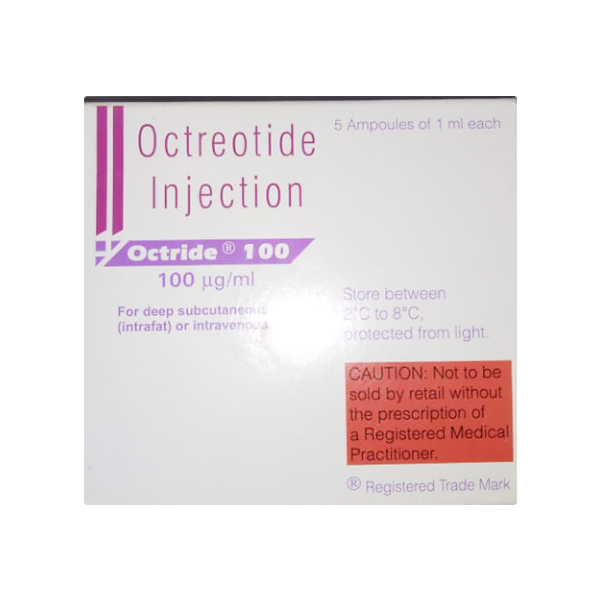 Octreotide
Injection
5 Ampoules of 1 ml each
Octride® 100
100 µg/ml
For deep subcutaneous
(intrafat) or intravenous
Store between
2°C to 8°C,
protected from light.
CAUTION: Not to be
sold by retail without
the prescription of
a Registered Medical
Practitioner.
® Registered Trade Mark